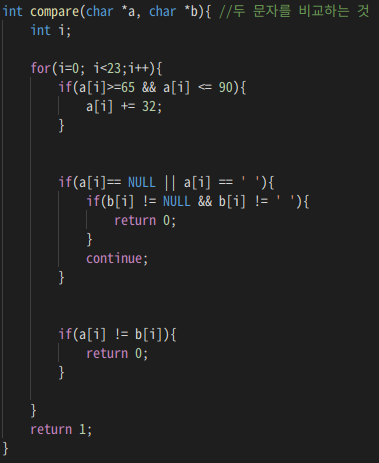 int compare(char *a, char *b){ //두 문자를 비교하는 것
    int i;
    for(i=0; i<23;i++){
        if(a[i]>=65 && a[i] <= 90){
            a[i] += 32;
        }
        if(a[i]== NULL || a[i] == ' '){
            if(b[i] != NULL && b[i] != ' '){
                return 0;
            }
            continue;
        }
        if(a[i] != b[i]){
            return 0;
        }
    }
    return 1;
}